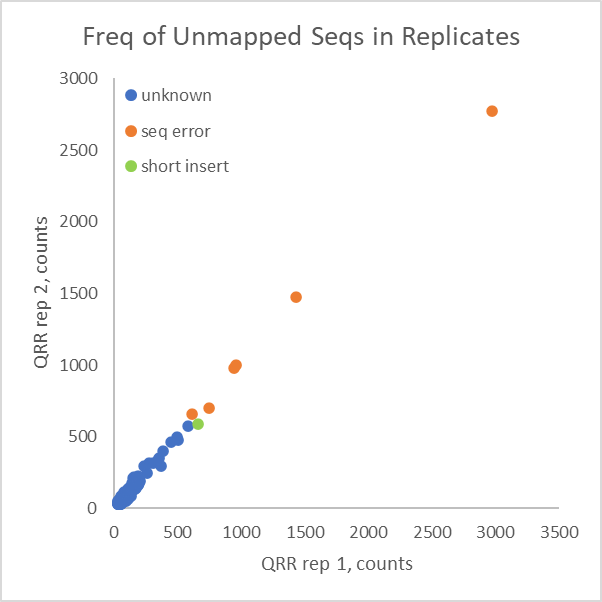 Freq of Unmapped Seqs in Replicates
3000
2500
2000
1500
1000
500
0
unknown
seq error
short insert
QRR rep 2, counts
0 500 1000 1500 2000 2500 3000 3500
QRR rep 1, counts